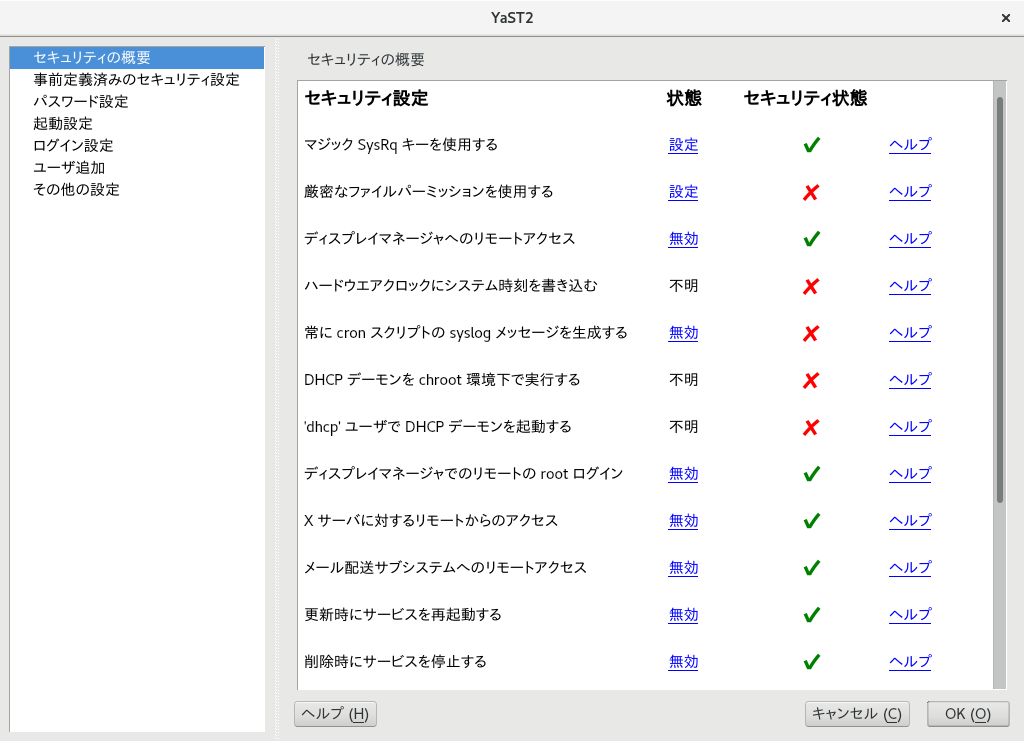 YaST2
セキュリティの概要
事前定義済みのセキュリティ設定
パスワード設定
起動設定
ログイン設定
ユーザ追加
その他の設定
セキュリティの概要
セキュリティ設定 状態 セキュリティ状態
マジック SysRq キーを使用する 設定 ✔ ヘルプ
厳密なファイルパーミッションを使用する 設定 ✘ ヘルプ
ディスプレイマネージャへのリモートアクセス 無効 ✔ ヘルプ
ハードウエアクロックにシステム時刻を書き込む 不明 ✘ ヘルプ
常に cron スクリプトの syslog メッセージを生成する 無効 ✘ ヘルプ
DHCP デーモンを chroot 環境下で実行する 不明 ✘ ヘルプ
'dhcp' ユーザで DHCP デーモンを起動する 不明 ✘ ヘルプ
ディスプレイマネージャでのリモートの root ログイン 無効 ✔ ヘルプ
X サーバに対するリモートからのアクセス 無効 ✔ ヘルプ
メール配送サブシステムへのリモートアクセス 無効 ✔ ヘルプ
更新時にサービスを再起動する 無効 ✔ ヘルプ
削除時にサービスを停止する 無効 ✔ ヘルプ
ヘルプ (H) キャンセル (C) OK (O)